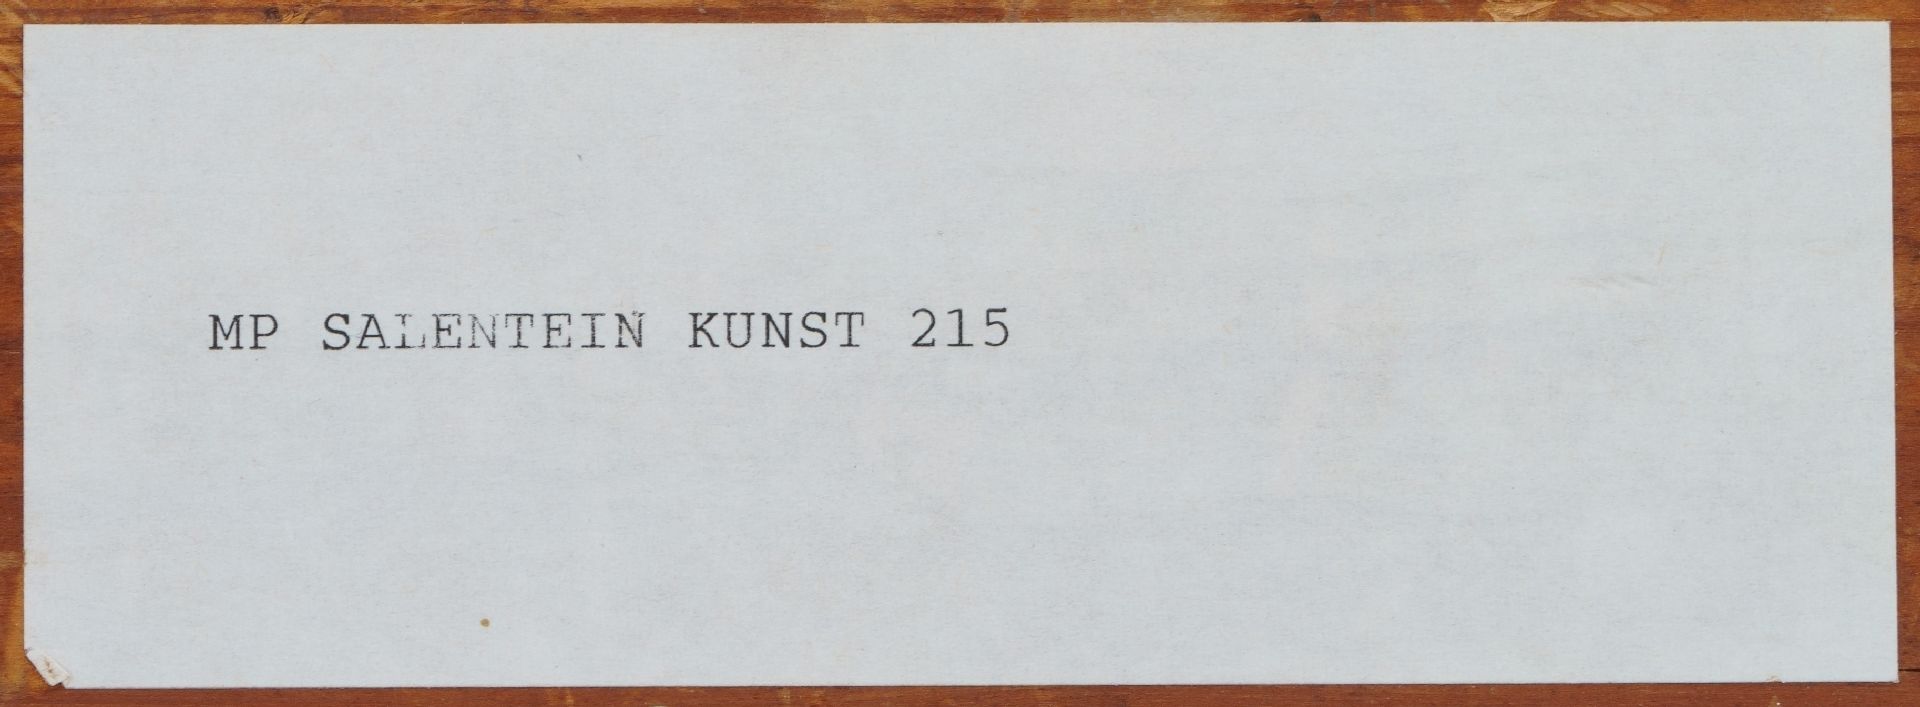 MP SALENTEIN KUNST 215